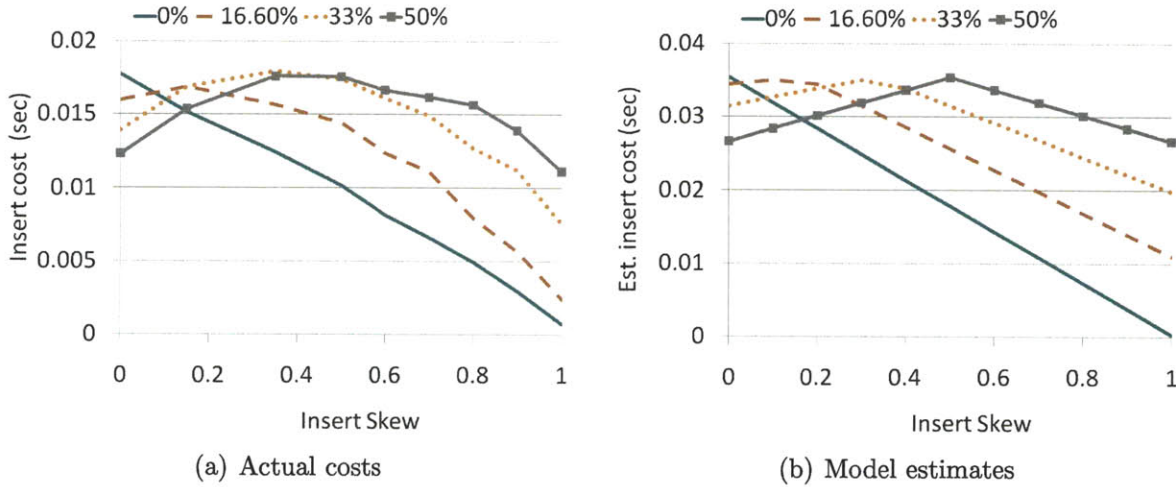 0% 16.60% 33% 50%
Insert cost (sec)
0.02
0.015
0.01
0.005
0
0 0.2 0.4 0.6 0.8 1
Insert Skew
(a) Actual costs
0% 16.60% 33% 50%
Est. insert cost (sec)
0.04
0.03
0.02
0.01
0
0 0.2 0.4 0.6 0.8 1
Insert Skew
(b) Model estimates